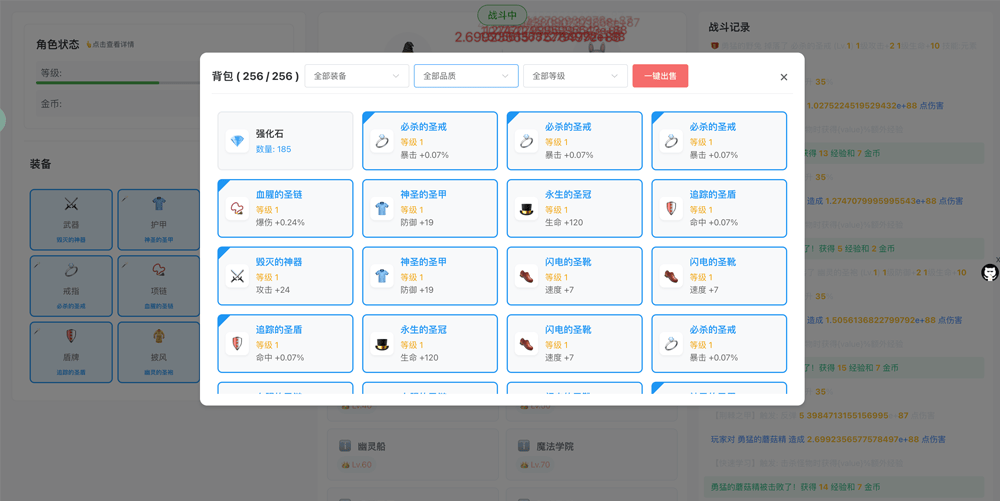 战斗中
角色状态 点击查看详情
等级:
金币:
装备
武器
毁灭的神器
护甲
神圣的圣甲
戒指
必杀的圣戒
项链
血腥的圣链
盾牌
追踪的圣盾
披风
幽灵的圣袍
背包 ( 256 / 256 )
全部装备
全部品质
全部等级
一键出售
强化石
数量: 185
必杀的圣戒
等级 1
暴击 +0.07%
必杀的圣戒
等级 1
暴击 +0.07%
必杀的圣戒
等级 1
暴击 +0.07%
血腥的圣链
等级 1
爆伤 +0.24%
神圣的圣甲
等级 1
防御 +19
永生的圣冠
等级 1
生命 +120
追踪的圣盾
等级 1
命中 +0.07%
毁灭的神器
等级 1
攻击 +24
神圣的圣甲
等级 1
防御 +19
闪电的圣靴
等级 1
速度 +7
闪电的圣靴
等级 1
速度 +7
追踪的圣盾
等级 1
命中 +0.07%
永生的圣冠
等级 1
生命 +120
闪电的圣靴
等级 1
速度 +7
必杀的圣戒
等级 1
暴击 +0.07%
幽灵船
Lv.60
魔法学院
Lv.70
战斗记录
35
1.0275224519529432e+88 点伤害
获得 13 经验和 7 金币
造成 1.2747079995995543e+88 点伤害
了！获得 5 经验和 2 金币
35
造成 1.5056136822799792e+88 点伤害
了！获得 15 经验和 7 金币
35
5.3984713155156995e+87 点伤害
玩家对 勇猛的蘑菇精 造成 2.6992356577578497e+88 点伤害
勇猛的蘑菇精被击败了！获得 14 经验和 7 金币